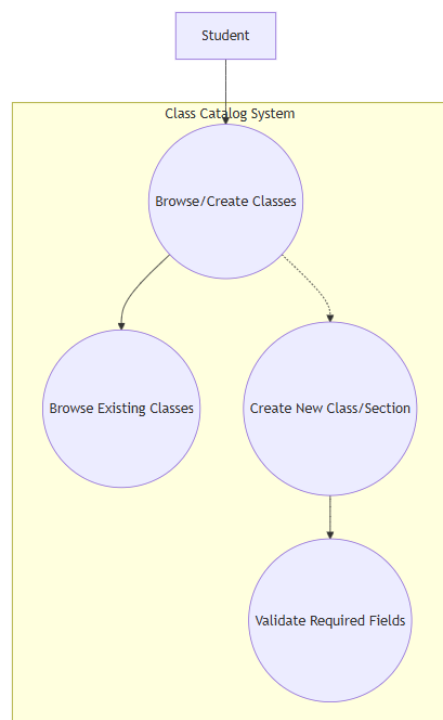 Student
Class Catalog System
Browse/Create Classes
Browse Existing Classes
Create New Class/Section
Validate Required Fields